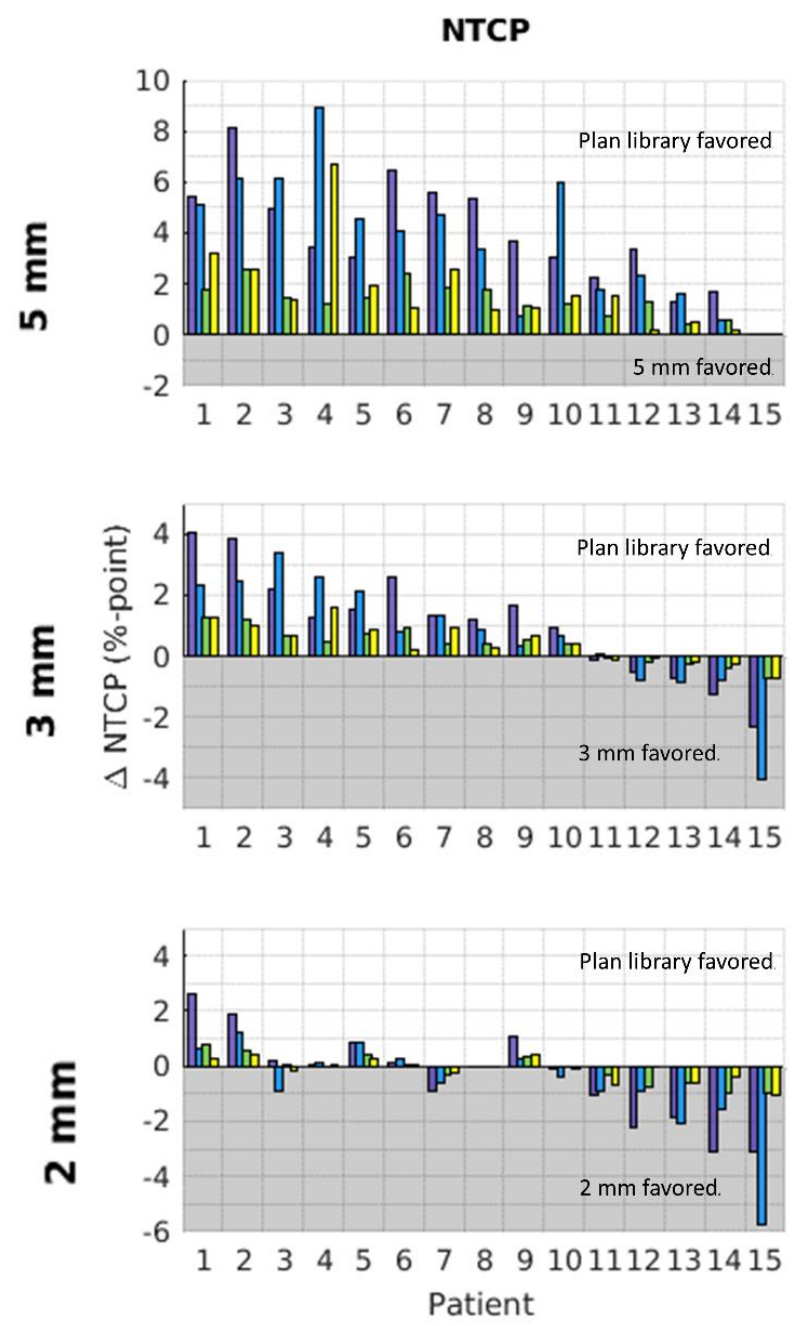 NTCP
5 mm
10
8
6
4
2
0
-2
Plan library favored.
5 mm favored.
1 2 3 4 5 6 7 8 9 10 11 12 13 14 15
3 mm
Δ NTCP (%-point)
4
2
0
-2
-4
Plan library favored.
3 mm favored.
1 2 3 4 5 6 7 8 9 10 11 12 13 14 15
2 mm
4
2
0
-2
-4
-6
Plan library favored.
2 mm favored.
1 2 3 4 5 6 7 8 9 10 11 12 13 14 15
Patient